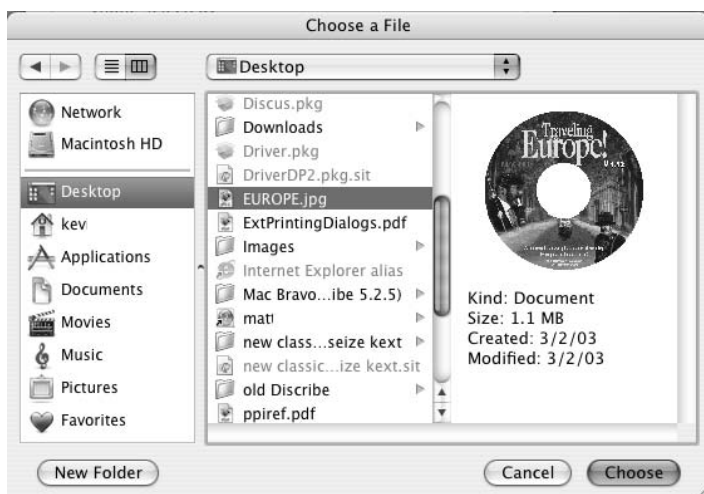 Choose a File
Desktop
Network
Macintosh HD
Desktop
kev
Applications
Documents
Movies
Music
Pictures
Favorites
Discus.pkg
Downloads
Driver.pkg
DriverDP2.pkg.sit
EUROPE.jpg
ExtPrintingDialogs.pdf
Images
Internet Explorer alias
Mac Bravo...ibe 5.2.5)
matt
new class...seize kext
new classic...ize kext.sit
old Discribe
ppiref.pdf
Traveling
Europe!
Kind: Document
Size: 1.1 MB
Created: 3/2/03
Modified: 3/2/03
New Folder
Cancel
Choose